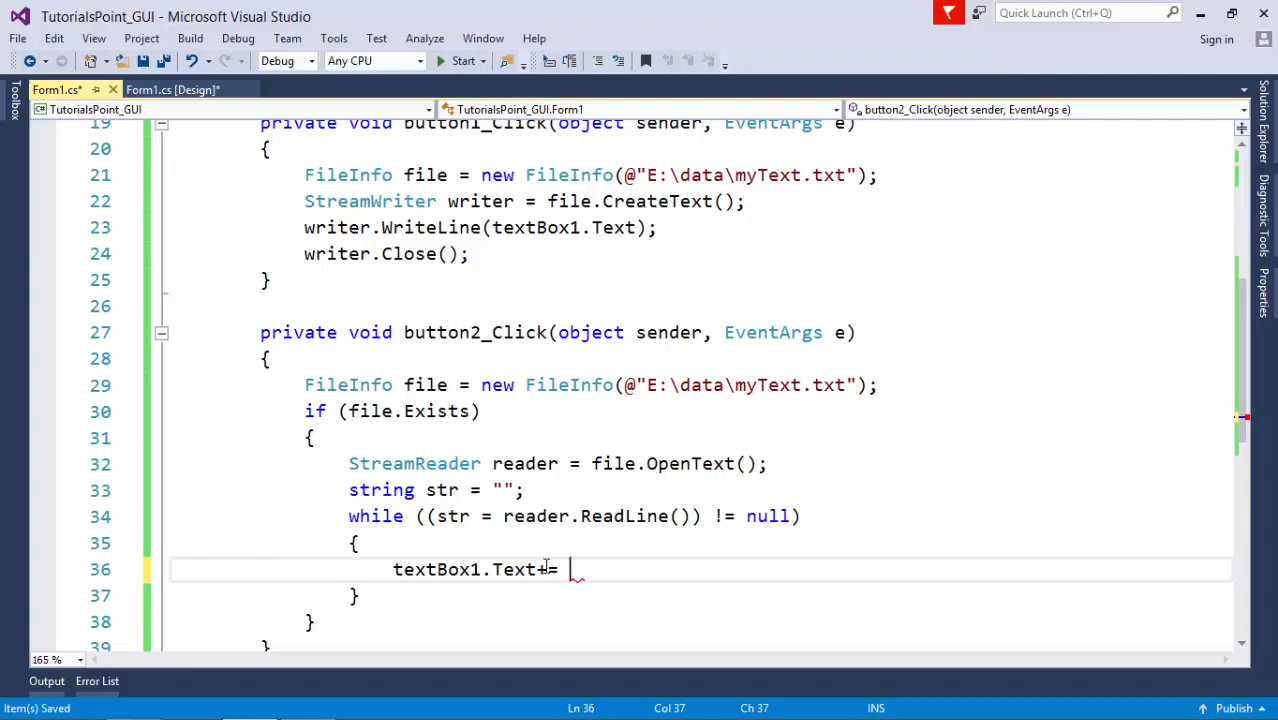 TutorialsPoint_GUI - Microsoft Visual Studio
Quick Launch (Ctrl+Q)
File Edit View Project Build Debug Team Tools Test Analyze Window Help
Sign in
Debug Any CPU Start
Toolbox
Form1.cs* Form1.cs [Design]*
TutorialsPoint_GUI TutorialsPoint_GUI.Form1 button2_Click(object sender, EventArgs e)
19 private void button1_Click(object sender, EventArgs e)
20 {
21 FileInfo file = new FileInfo(@"E:\data\myText.txt");
22 StreamWriter writer = file.CreateText();
23 writer.WriteLine(textBox1.Text);
24 writer.Close();
25 }
26
27 private void button2_Click(object sender, EventArgs e)
28 {
29 FileInfo file = new FileInfo(@"E:\data\myText.txt");
30 if (file.Exists)
31 {
32 StreamReader reader = file.OpenText();
33 string str = "";
34 while ((str = reader.ReadLine()) != null)
35 {
36 textBox1.Text+=
37 }
38 }
39 }
165 %
Solution Explorer
Diagnostic Tools
Properties
Output Error List
Item(s) Saved Ln 36 Col 37 Ch 37 INS Publish